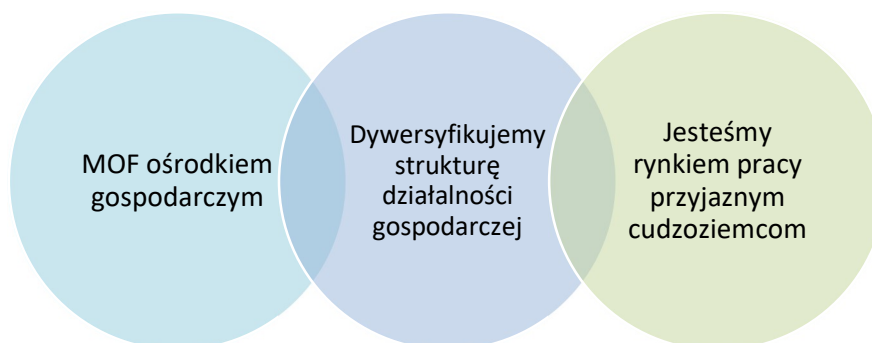 MOF ośrodkiem
gospodarczym
Dywersyfikujemy
strukturę
działalności
gospodarczej
Jesteśmy
rynkiem pracy
przyjaznym
cudzoziemcom